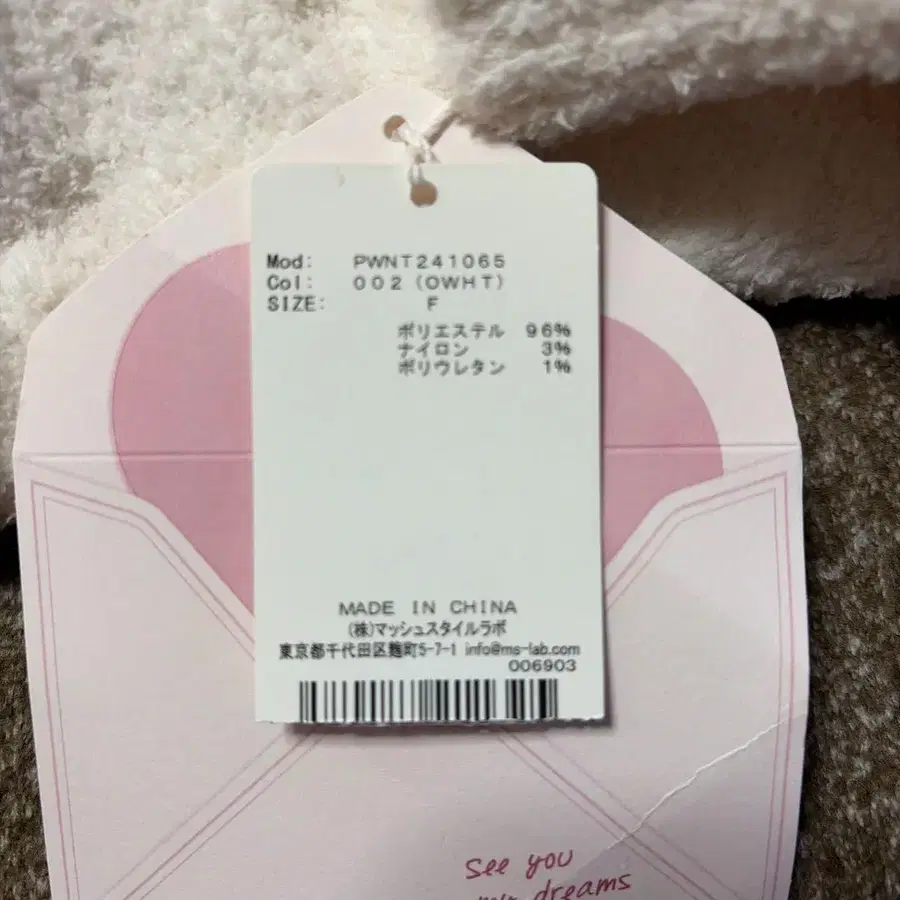 Mod: PWNT241065
Col: 002 (OWHT)
SIZE: F
ポリエステル 96%
ナイロン 3%
ポリウレタン 1%
MADE IN CHINA
(株)マッシュスタイルラボ
東京都千代田区麹町5-7-1 info@ms-lab.com
006903
see you
my dreams